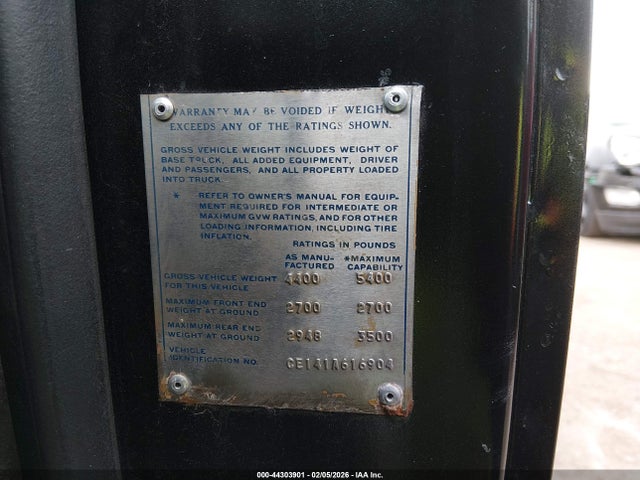 WARRANTY MAY BE VOIDED IF WEIGHT
EXCEEDS ANY OF THE RATINGS SHOWN.
GROSS VEHICLE WEIGHT INCLUDES WEIGHT OF
BASE TRUCK, ALL ADDED EQUIPMENT, DRIVER
AND PASSENGERS, AND ALL PROPERTY LOADED
INTO TRUCK.
* REFER TO OWNER'S MANUAL FOR EQUIP-
MENT REQUIRED FOR INTERMEDIATE OR
MAXIMUM GVW RATINGS, AND FOR OTHER
LOADING INFORMATION, INCLUDING TIRE
INFLATION.
RATINGS IN POUNDS
AS MANU- *MAXIMUM
FACTURED CAPABILITY
GROSS VEHICLE WEIGHT
FOR THIS VEHICLE 4400 5400
MAXIMUM FRONT END
WEIGHT AT GROUND 2700 2700
MAXIMUM REAR END
WEIGHT AT GROUND 2948 3500
VEHICLE
IDENTIFICATION NO. CE141A616904
000-44303901 - 02/05/2026 - IAA Inc.